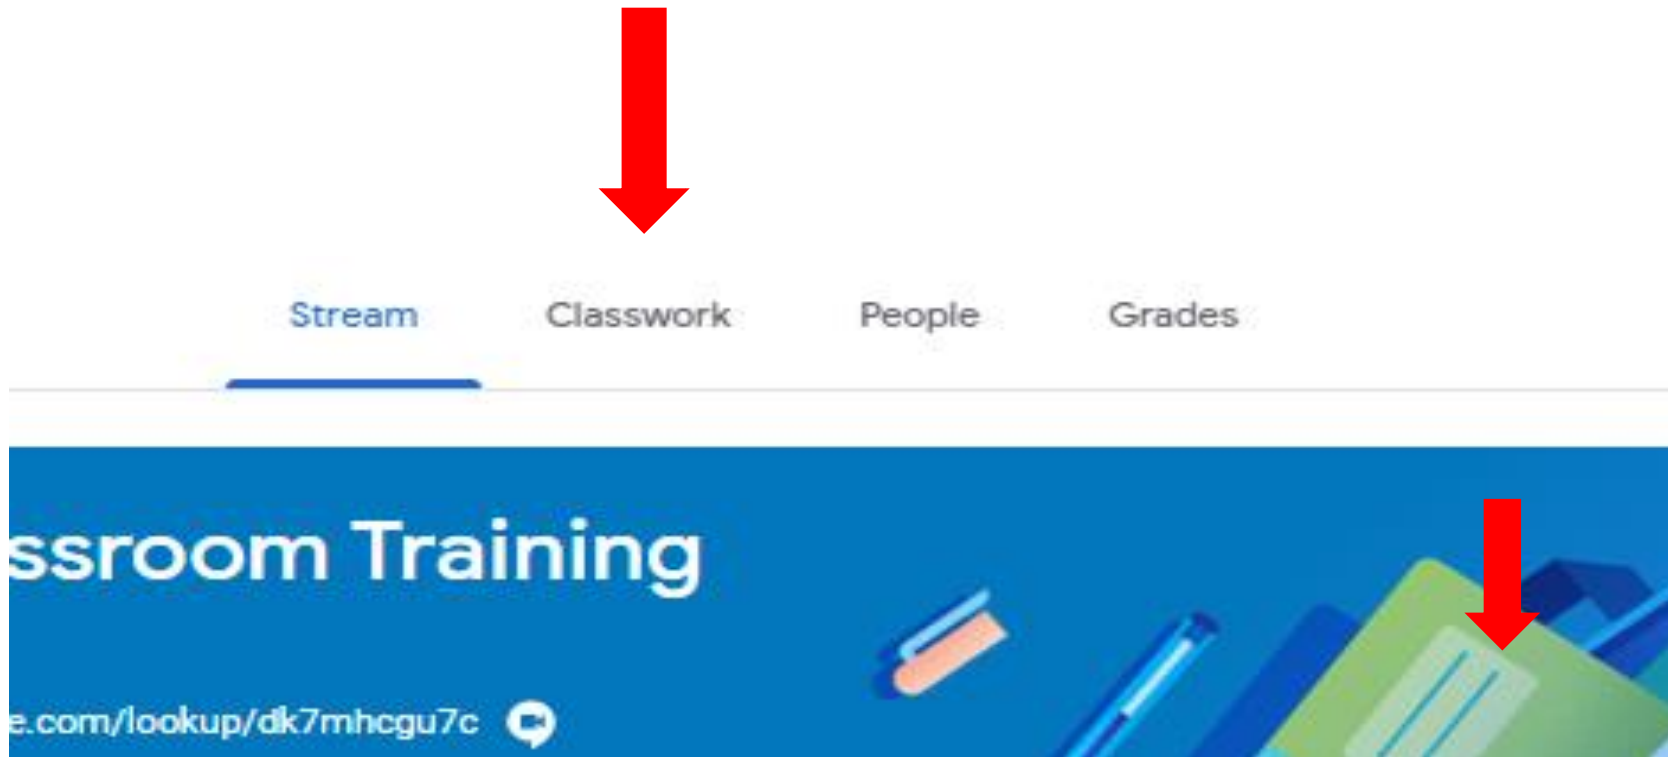 Stream Classwork People Grades
ssroom Training
e.com/lookup/dk7mhcgu7c